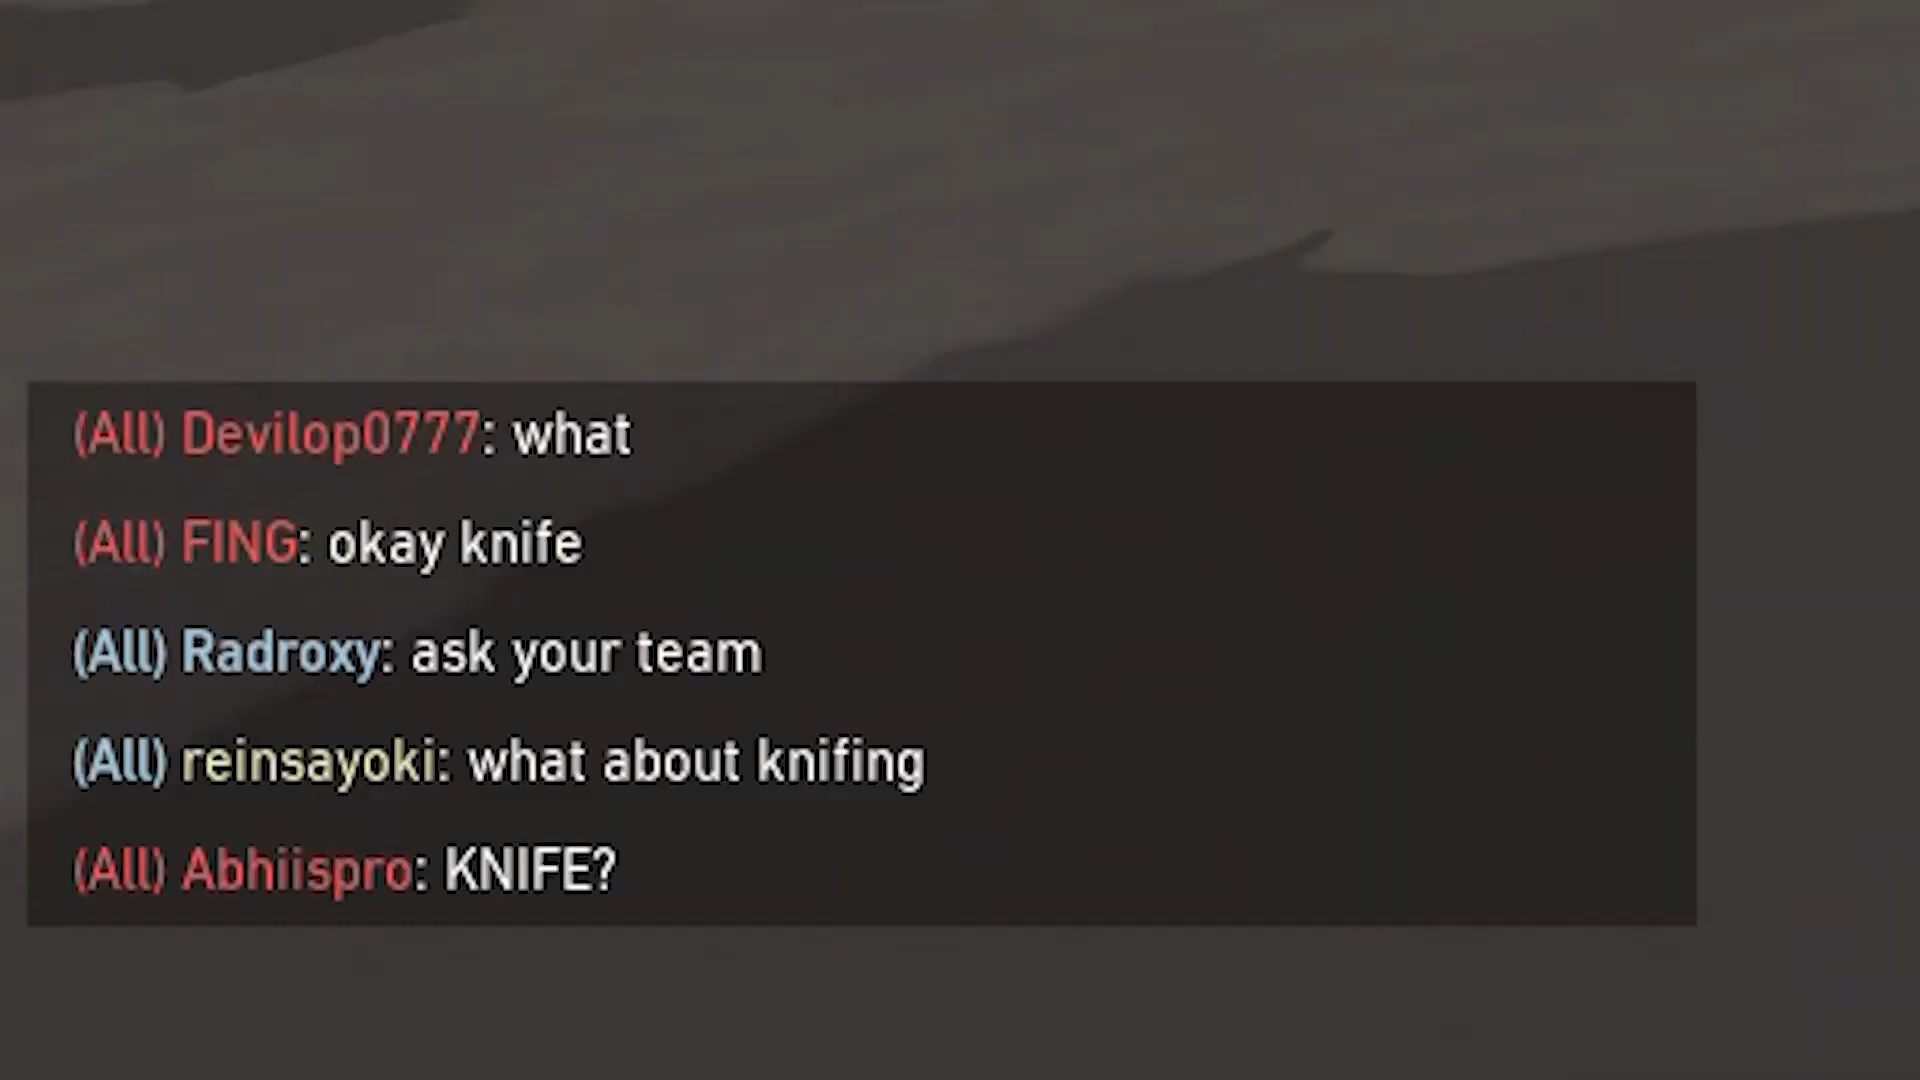 (All) Devilop0777: what
(All) FING: okay knife
(All) Radroxy: ask your team
(All) reinsayoki: what about knifing
(All) Abhiispro: KNIFE?